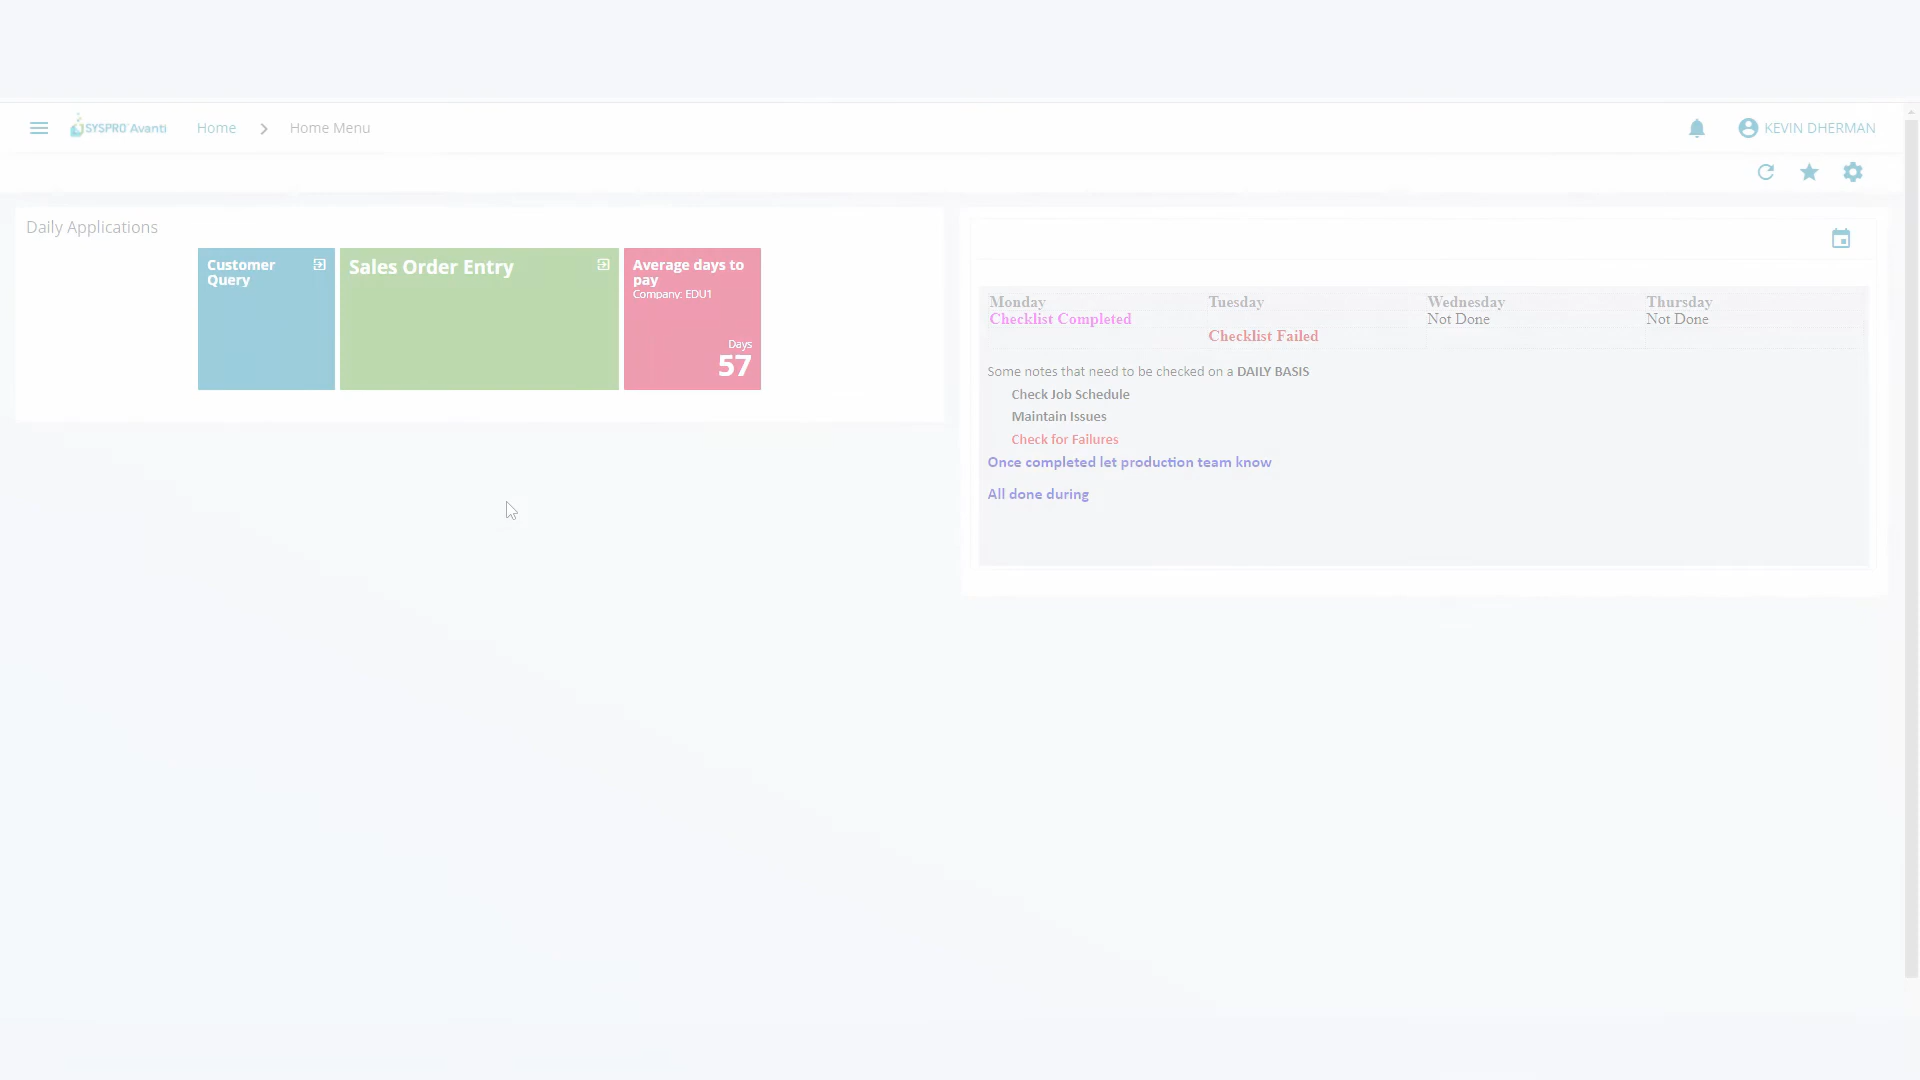 SYSPRO Avanti
Home
Home Menu
KEVIN DHERMAN
Daily Applications
Customer
Query
Sales Order Entry
Average days to
pay
Company: EDU1
Days
57
Monday
Tuesday
Wednesday
Thursday
Checklist Completed
Checklist Failed
Not Done
Not Done
Some notes that need to be checked on a DAILY BASIS
Check Job Schedule
Maintain Issues
Check for Failures
Once completed let production team know
All done during